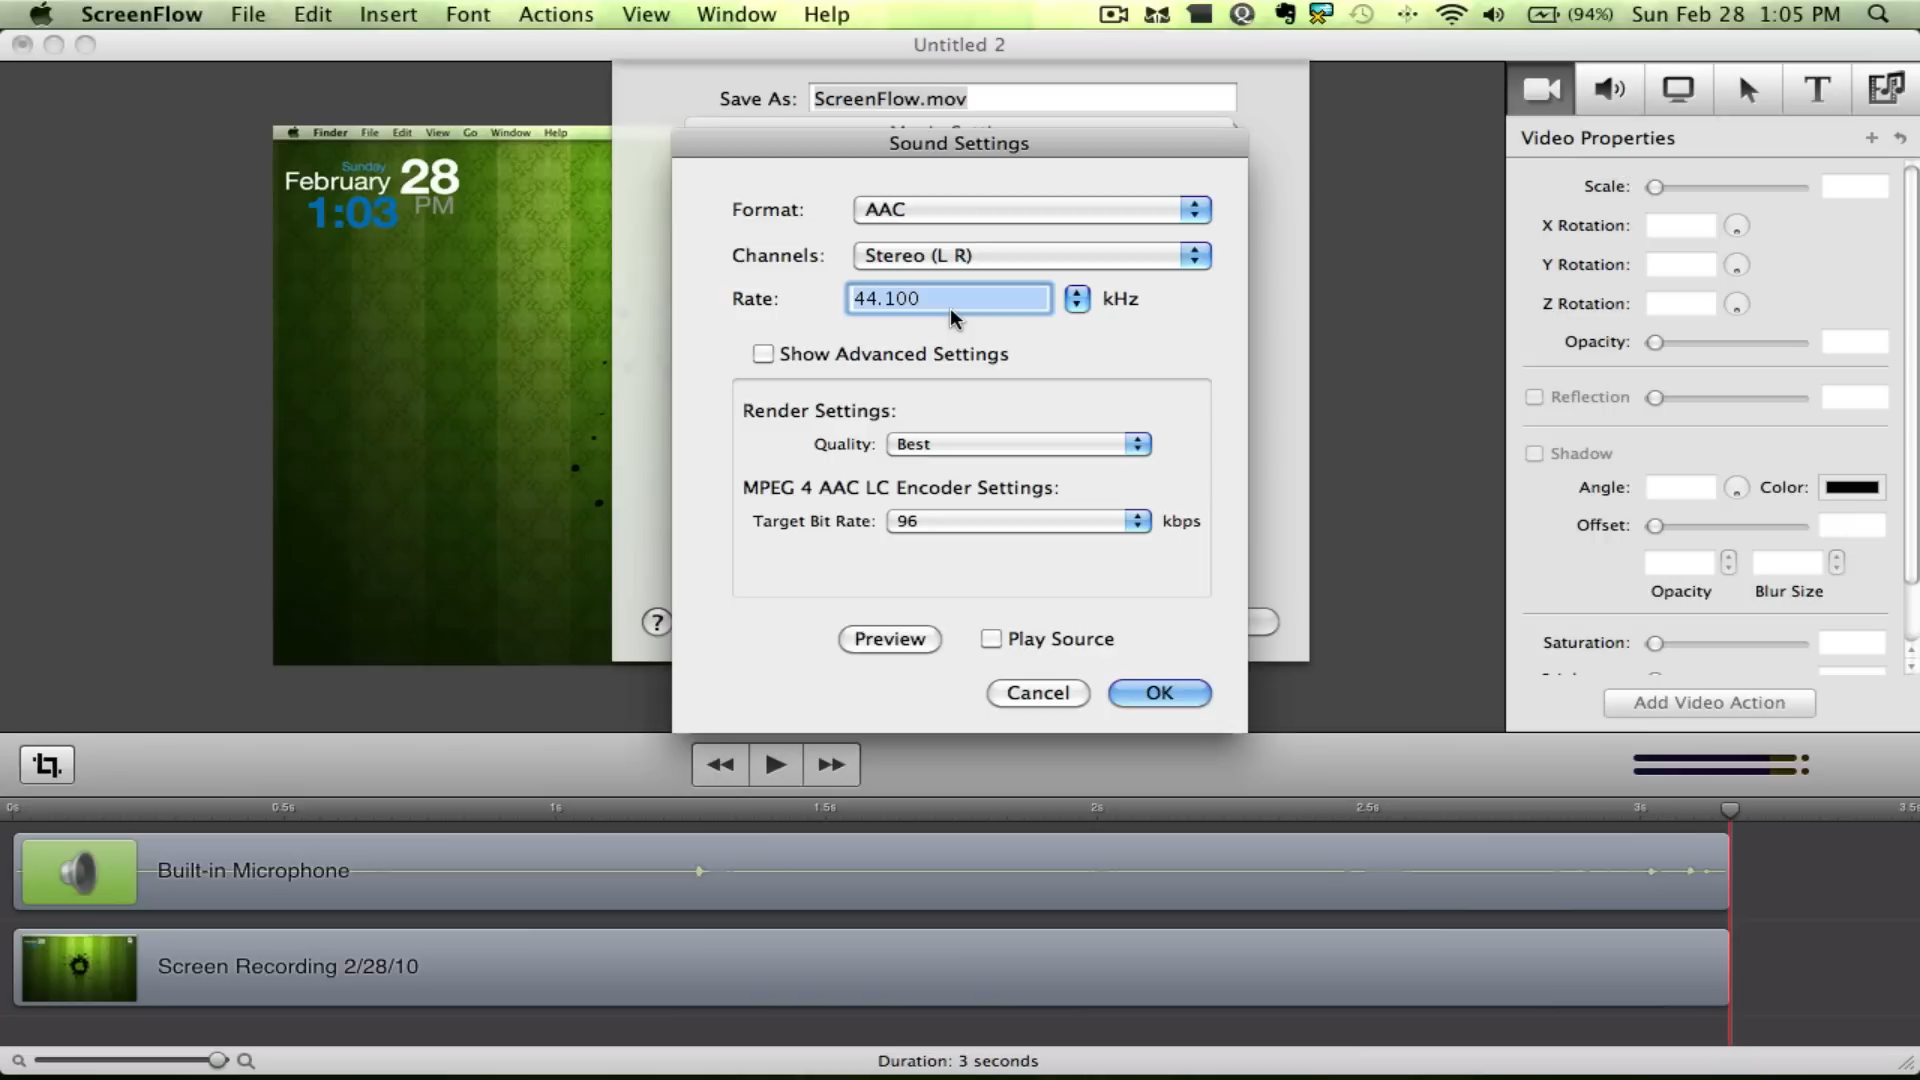 ScreenFlow File Edit Insert Font Actions View Window Help (94%) Sun Feb 28 1:05 PM
Untitled 2
Save As: ScreenFlow.mov
Sound Settings
Finder File Edit View Go Window Help
Sunday
February 28
1:03 PM
Format: AAC
Channels: Stereo (L R)
Rate: 44.100 kHz
Show Advanced Settings
Render Settings:
Quality: Best
MPEG 4 AAC LC Encoder Settings:
Target Bit Rate: 96 kbps
?
Preview Play Source
Cancel OK
T
Video Properties
Scale:
X Rotation:
Y Rotation:
Z Rotation:
Opacity:
Reflection
Shadow
Angle: Color:
Offset:
Opacity Blur Size
Saturation:
Add Video Action
0s 0.5s 1s 1.5s 2s 2.5s 3s 3.5s
Built-in Microphone
Screen Recording 2/28/10
Duration: 3 seconds